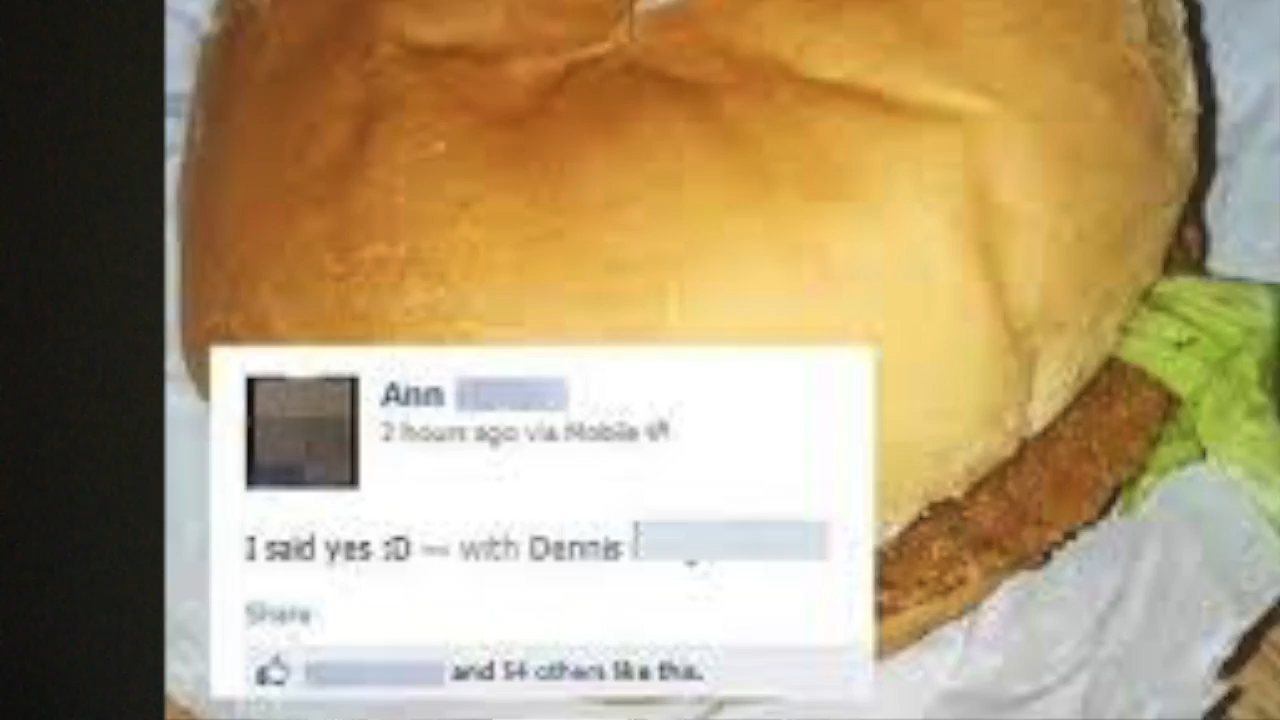 Ann
2 hours ago via Mobile
I said yes :D — with Dennis
Share
and 54 others like this.